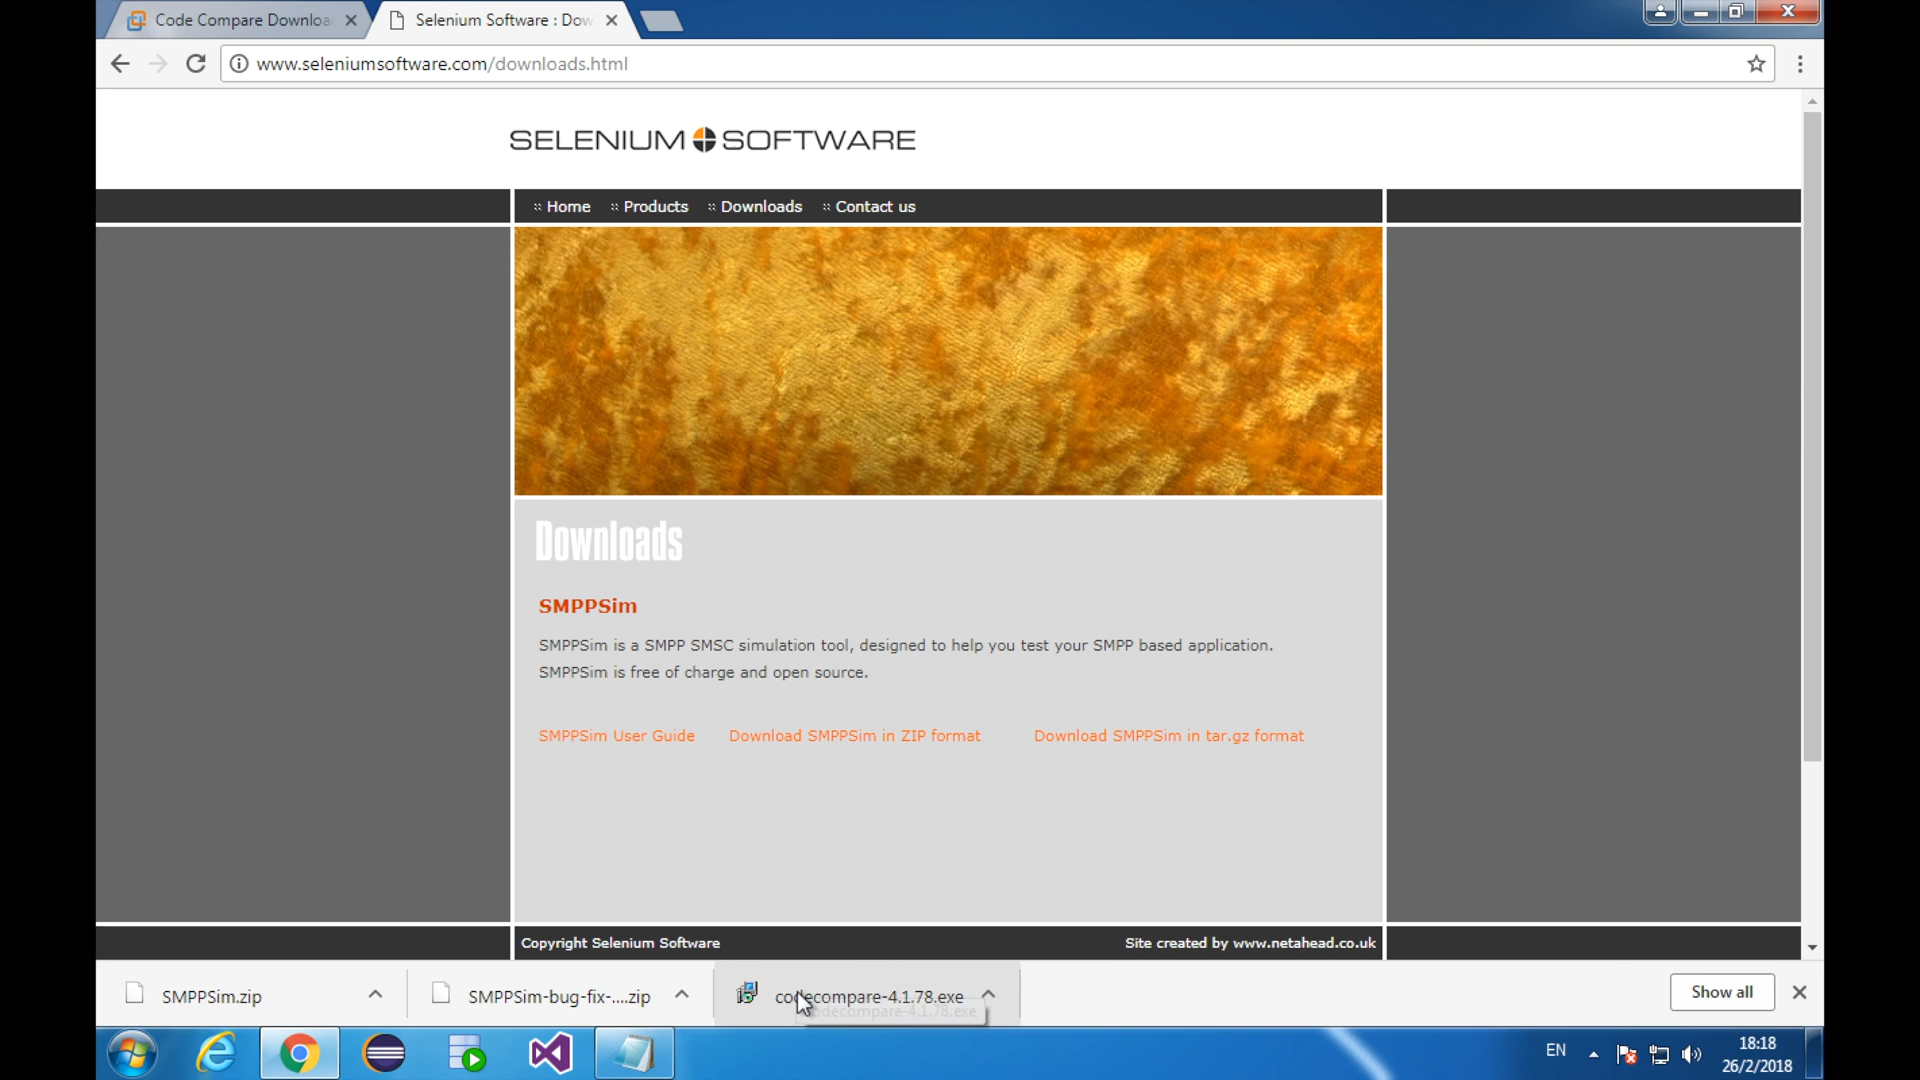 Code Compare Downloa
Selenium Software : Dow
www.seleniumsoftware.com/downloads.html
SELENIUM SOFTWARE
:: Home :: Products :: Downloads :: Contact us
Downloads
SMPPSim
SMPPSim is a SMPP SMSC simulation tool, designed to help you test your SMPP based application.
SMPPSim is free of charge and open source.
SMPPSim User Guide Download SMPPSim in ZIP format Download SMPPSim in tar.gz format
Copyright Selenium Software Site created by www.netahead.co.uk
SMPPSim.zip SMPPSim-bug-fix-....zip codecompare-4.1.78.exe Show all
codecompare-4.1.78.exe
EN 18:18
26/2/2018